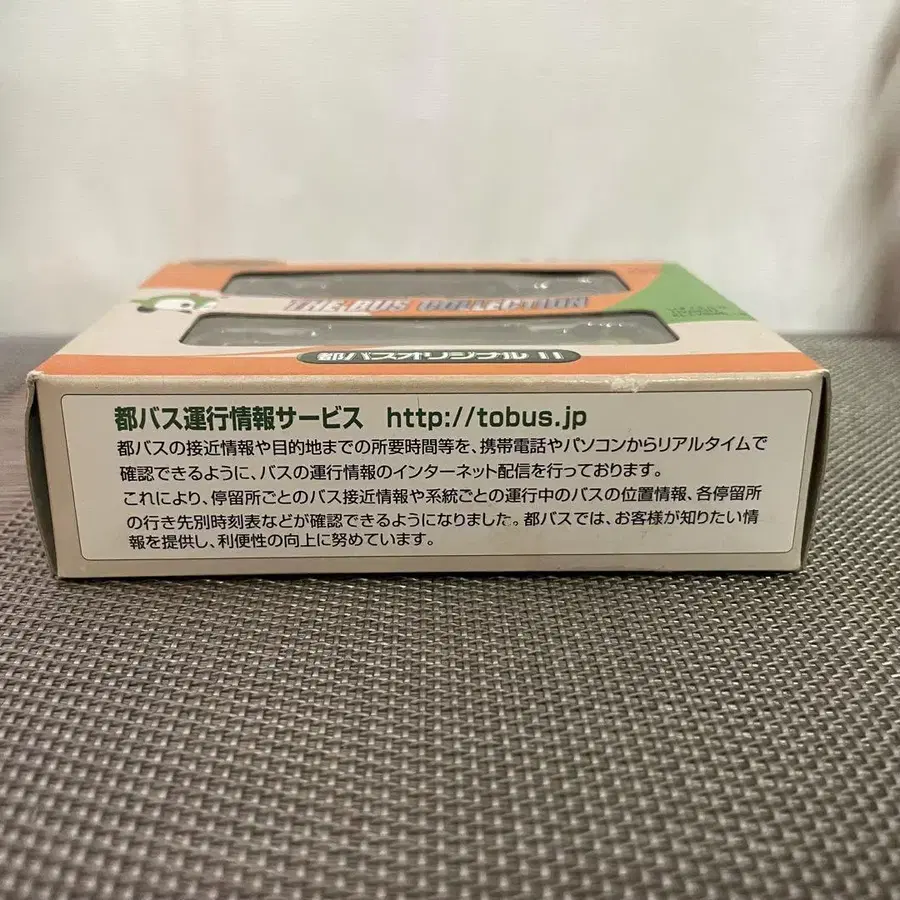 THE BUS COLLECTION
都バスオリジナル11
都バス運行情報サービス http://tobus.jp
都バスの接近情報や目的地までの所要時間等を、携帯電話やパソコンからリアルタイムで
確認できるように、バスの運行情報のインターネット配信を行っております。
これにより、停留所ごとのバス接近情報や系統ごとの運行中のバスの位置情報、各停留所
の行き先別時刻表などが確認できるようになりました。都バスでは、お客様が知りたい情
報を提供し、利便性の向上に努めています。